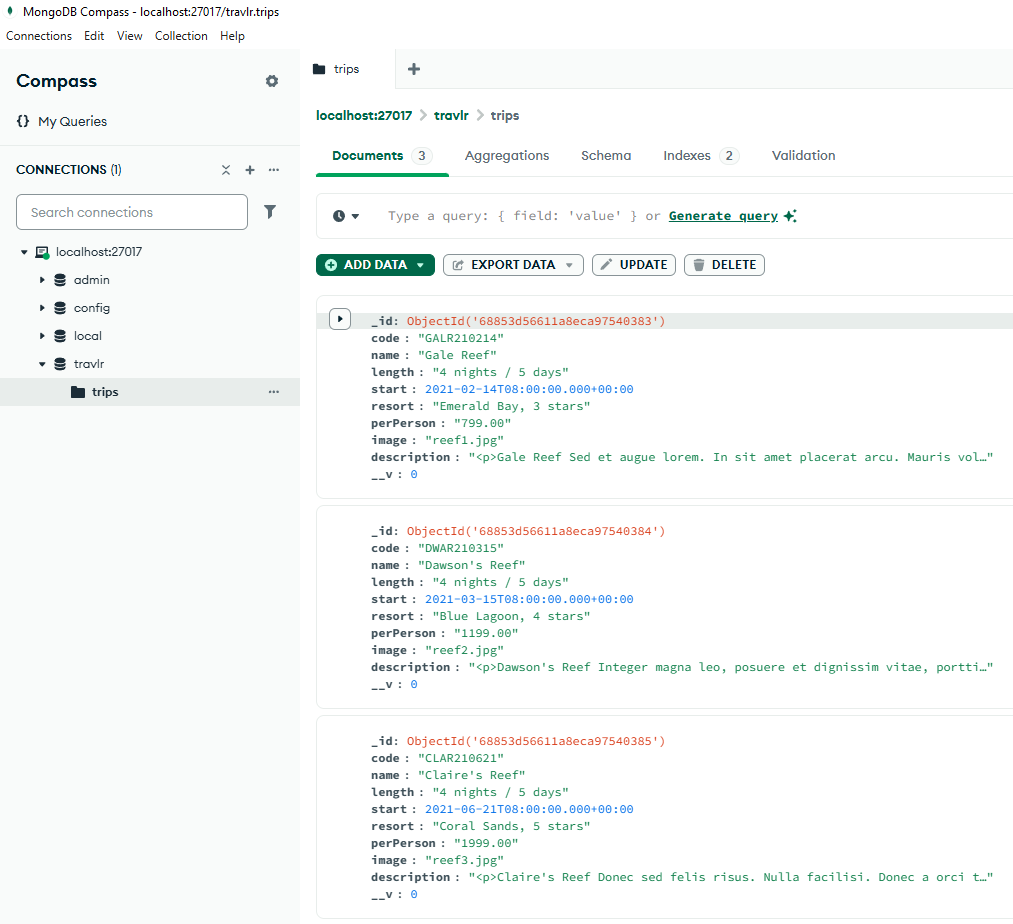 MongoDB Compass - localhost:27017/travlr.trips
Connections Edit View Collection Help
Compass
{} My Queries
CONNECTIONS (1)
Search connections
localhost:27017
admin
config
local
travlr
trips
trips
localhost:27017 > travlr > trips
Documents 3 Aggregations Schema Indexes 2 Validation
Type a query: { field: 'value' } or Generate query
ADD DATA EXPORT DATA UPDATE DELETE
_id: ObjectId('68853d56611a8eca97540383')
code : "GALR210214"
name : "Gale Reef"
length : "4 nights / 5 days"
start : 2021-02-14T08:00:00.000+00:00
resort : "Emerald Bay, 3 stars"
perPerson : "799.00"
image : "reef1.jpg"
description : "<p>Gale Reef Sed et augue lorem. In sit amet placerat arcu. Mauris vol…"
__v : 0
_id: ObjectId('68853d56611a8eca97540384')
code : "DWAR210315"
name : "Dawson's Reef"
length : "4 nights / 5 days"
start : 2021-03-15T08:00:00.000+00:00
resort : "Blue Lagoon, 4 stars"
perPerson : "1199.00"
image : "reef2.jpg"
description : "<p>Dawson's Reef Integer magna leo, posuere et dignissim vitae, portti…"
__v : 0
_id: ObjectId('68853d56611a8eca97540385')
code : "CLAR210621"
name : "Claire's Reef"
length : "4 nights / 5 days"
start : 2021-06-21T08:00:00.000+00:00
resort : "Coral Sands, 5 stars"
perPerson : "1999.00"
image : "reef3.jpg"
description : "<p>Claire's Reef Donec sed felis risus. Nulla facilisi. Donec a orci t…"
__v : 0